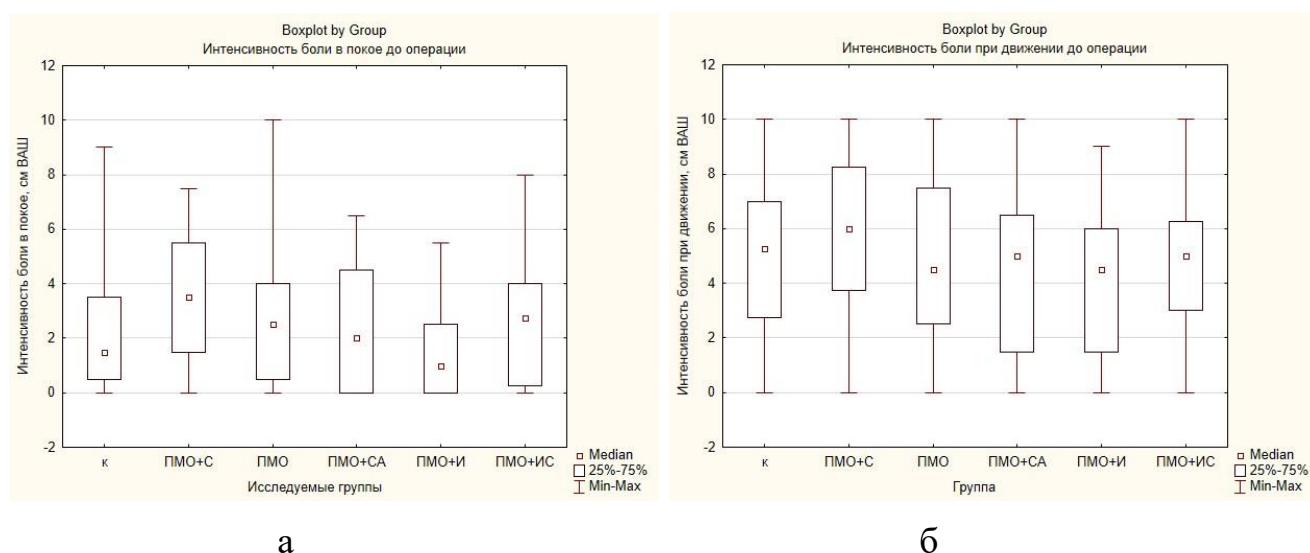 Boxplot by Group
Интенсивность боли в покое до операции
Интенсивность боли в покое, см ВАШ
12
10
8
6
4
2
0
-2
к ПМО+С ПМО ПМО+СА ПМО+И ПМО+ИС
Исследуемые группы
Median
25%-75%
Min-Max
а
Boxplot by Group
Интенсивность боли при движении до операции
Интенсивность боли при движении, см ВАШ
12
10
8
6
4
2
0
-2
к ПМО+С ПМО ПМО+СА ПМО+И ПМО+ИС
Группа
Median
25%-75%
Min-Max
б